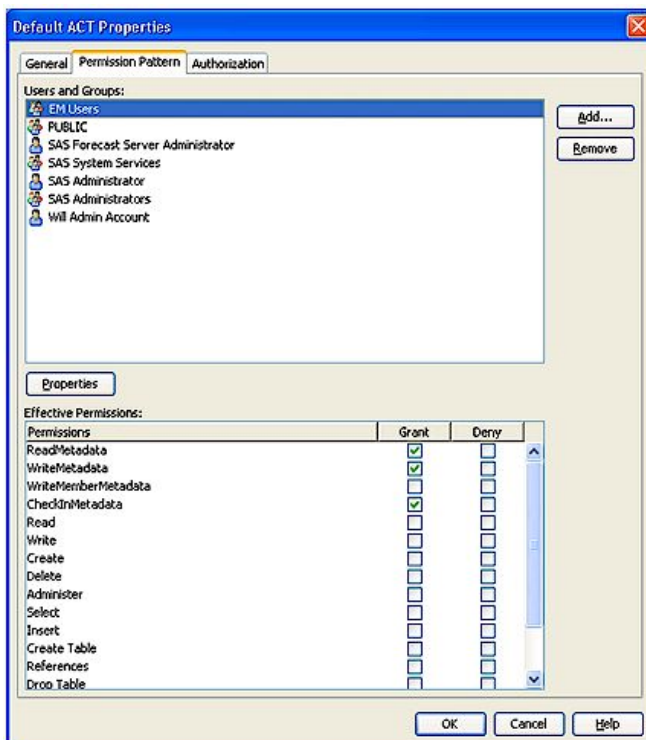 Default ACT Properties
General
Permission Pattern
Authorization
Users and Groups:
EM Users
PUBLIC
SAS Forecast Server Administrator
SAS System Services
SAS Administrator
SAS Administrators
Will Admin Account
Add...
Remove
Properties
Effective Permissions:
Permissions Grant Deny
ReadMetadata
WriteMetadata
WriteMemberMetadata
CheckInMetadata
Read
Write
Create
Delete
Administer
Select
Insert
Create Table
References
Drop Table
OK Cancel Help